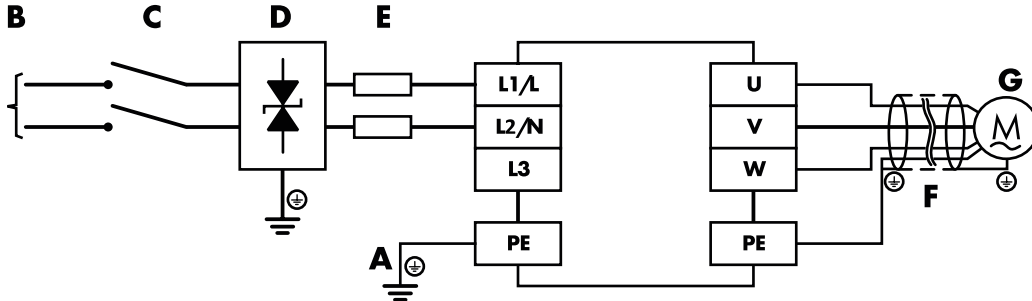 B C D E
G
L1/L U
L2/N V
L3 W
F
PE PE
A
M